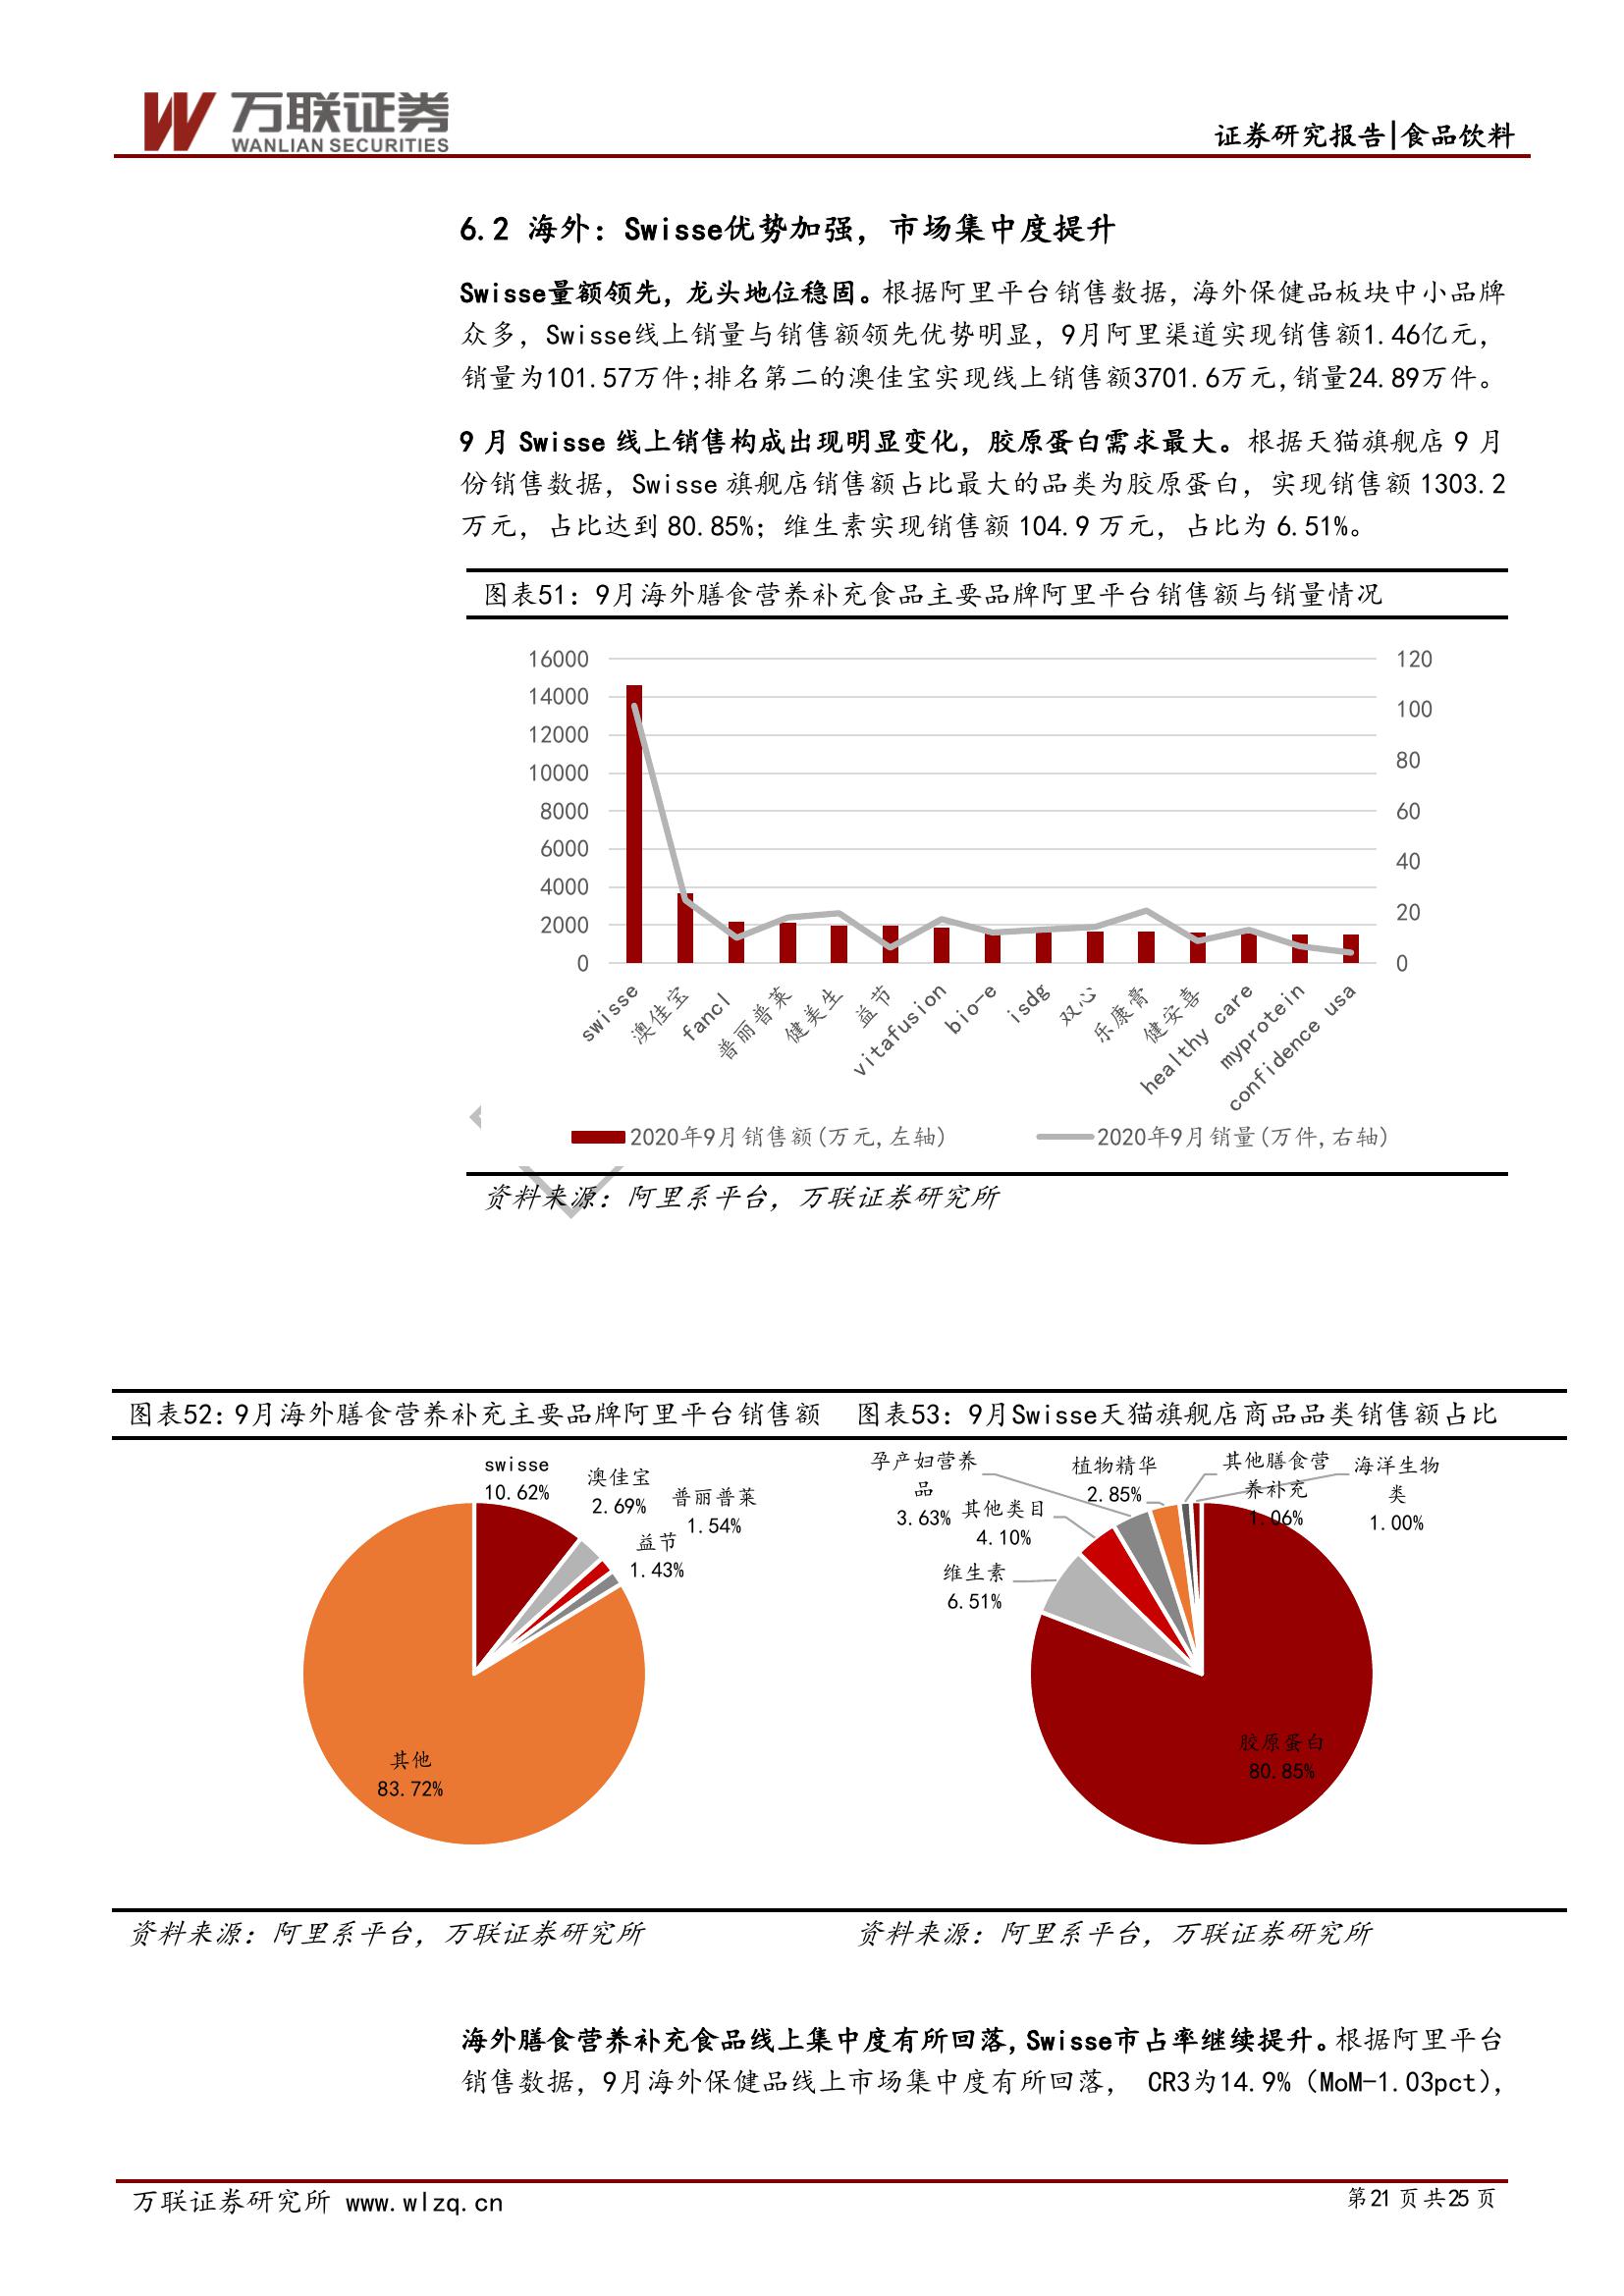 万联证券
WANLIAN SECURITIES
证券研究报告|食品饮料
6.2 海外：Swisse优势加强，市场集中度提升
Swisse量额领先，龙头地位稳固。根据阿里平台销售数据，海外保健品板块中小品牌
众多，Swisse线上销量与销售额领先优势明显，9月阿里渠道实现销售额1.46亿元，
销量为101.57万件;排名第二的澳佳宝实现线上销售额3701.6万元,销量24.89万件。
9 月 Swisse 线上销售构成出现明显变化，胶原蛋白需求最大。根据天猫旗舰店 9 月
份销售数据，Swisse 旗舰店销售额占比最大的品类为胶原蛋白，实现销售额 1303.2
万元，占比达到 80.85%；维生素实现销售额 104.9 万元，占比为 6.51%。
图表51：9月海外膳食营养补充食品主要品牌阿里平台销售额与销量情况
16000
14000
12000
10000
8000
6000
4000
2000
0
120
100
80
60
40
20
0
swisse
澳佳宝
fancl
普丽普莱
健美生
益节
vitafusion
bio-e
isdg
双心
乐康膏
健安喜
healthy care
myprotein
confidence usa
2020年9月销售额(万元,左轴)
2020年9月销量(万件,右轴)
资料来源：阿里系平台，万联证券研究所
图表52：9月海外膳食营养补充主要品牌阿里平台销售额
swisse
10.62%
澳佳宝
2.69%
普丽普莱
1.54%
益节
1.43%
其他
83.72%
资料来源：阿里系平台，万联证券研究所
图表53：9月Swisse天猫旗舰店商品品类销售额占比
孕产妇营养
品
3.63%
其他类目
4.10%
维生素
6.51%
植物精华
2.85%
其他膳食营
养补充
1.06%
海洋生物
类
1.00%
胶原蛋白
80.85%
资料来源：阿里系平台，万联证券研究所
海外膳食营养补充食品线上集中度有所回落，Swisse市占率继续提升。根据阿里平台
销售数据，9月海外保健品线上市场集中度有所回落， CR3为14.9%（MoM-1.03pct），
万联证券研究所 www.wlzq.cn
第21 页 共25 页